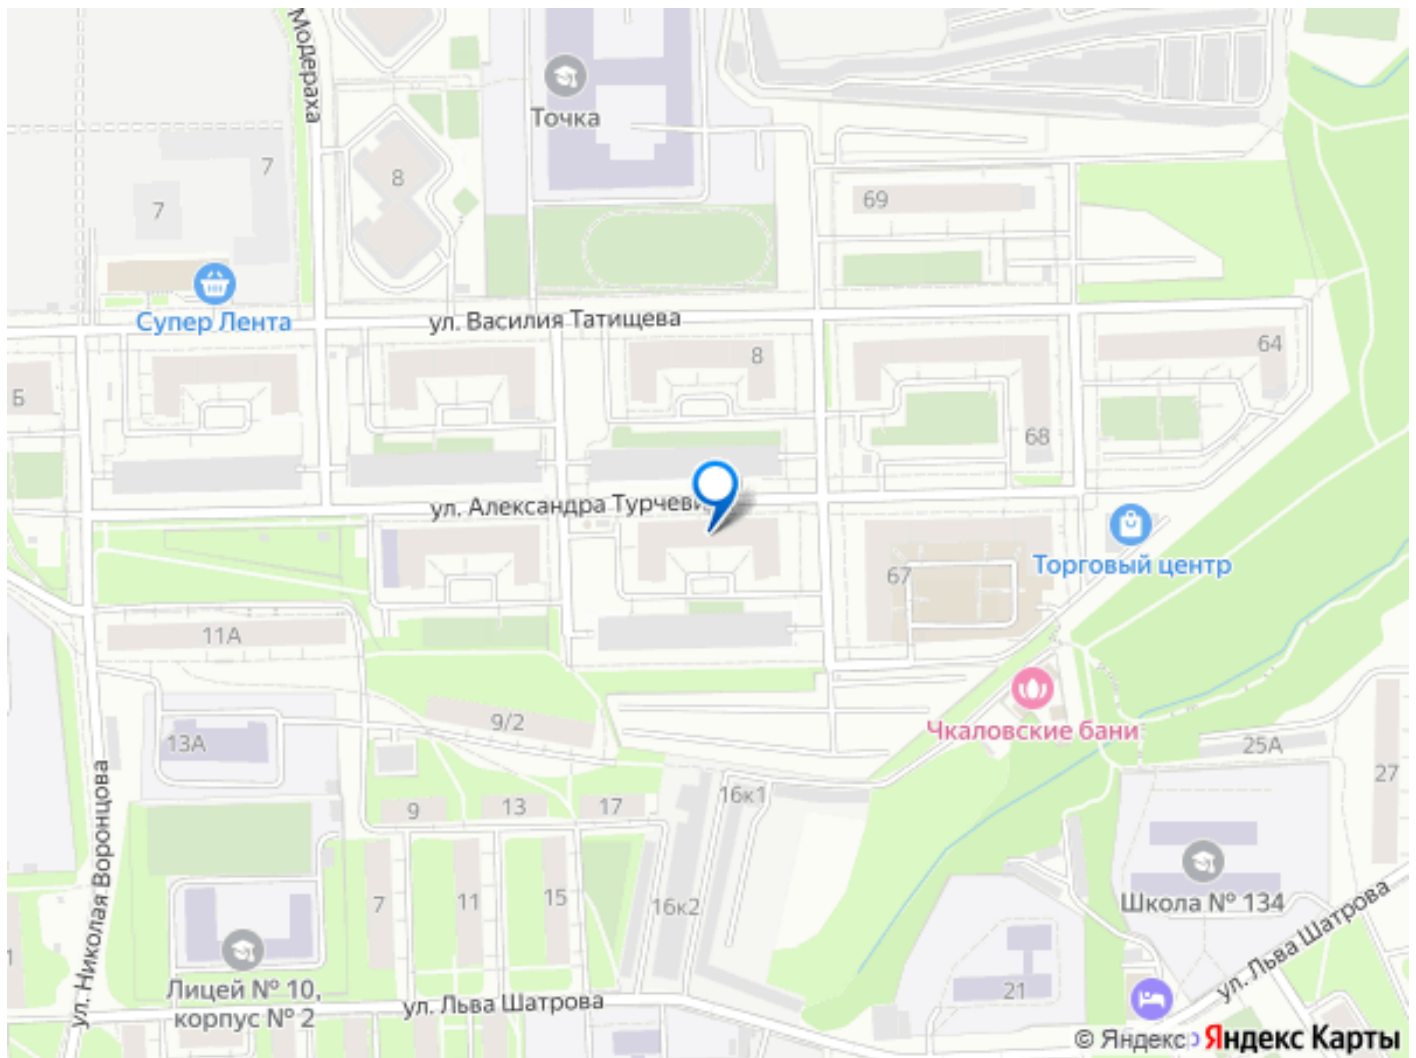 Модераха
Точка
7
8
69
7
Супер Лента
ул. Василия Татищева
8
64
Б
68
ул. Александра Турчеви
Торговый центр
67
11А
Чкаловские бани
9/2
13А
25А
27
16к1
9
13
17
ул. Николая Воронцова
Школа № 134
7
11
15
16к2
1
Лицей № 10,
корпус № 2
ул. Льва Шатрова
21
ул. Льва Шатрова
© Яндекс Яндекс Карты